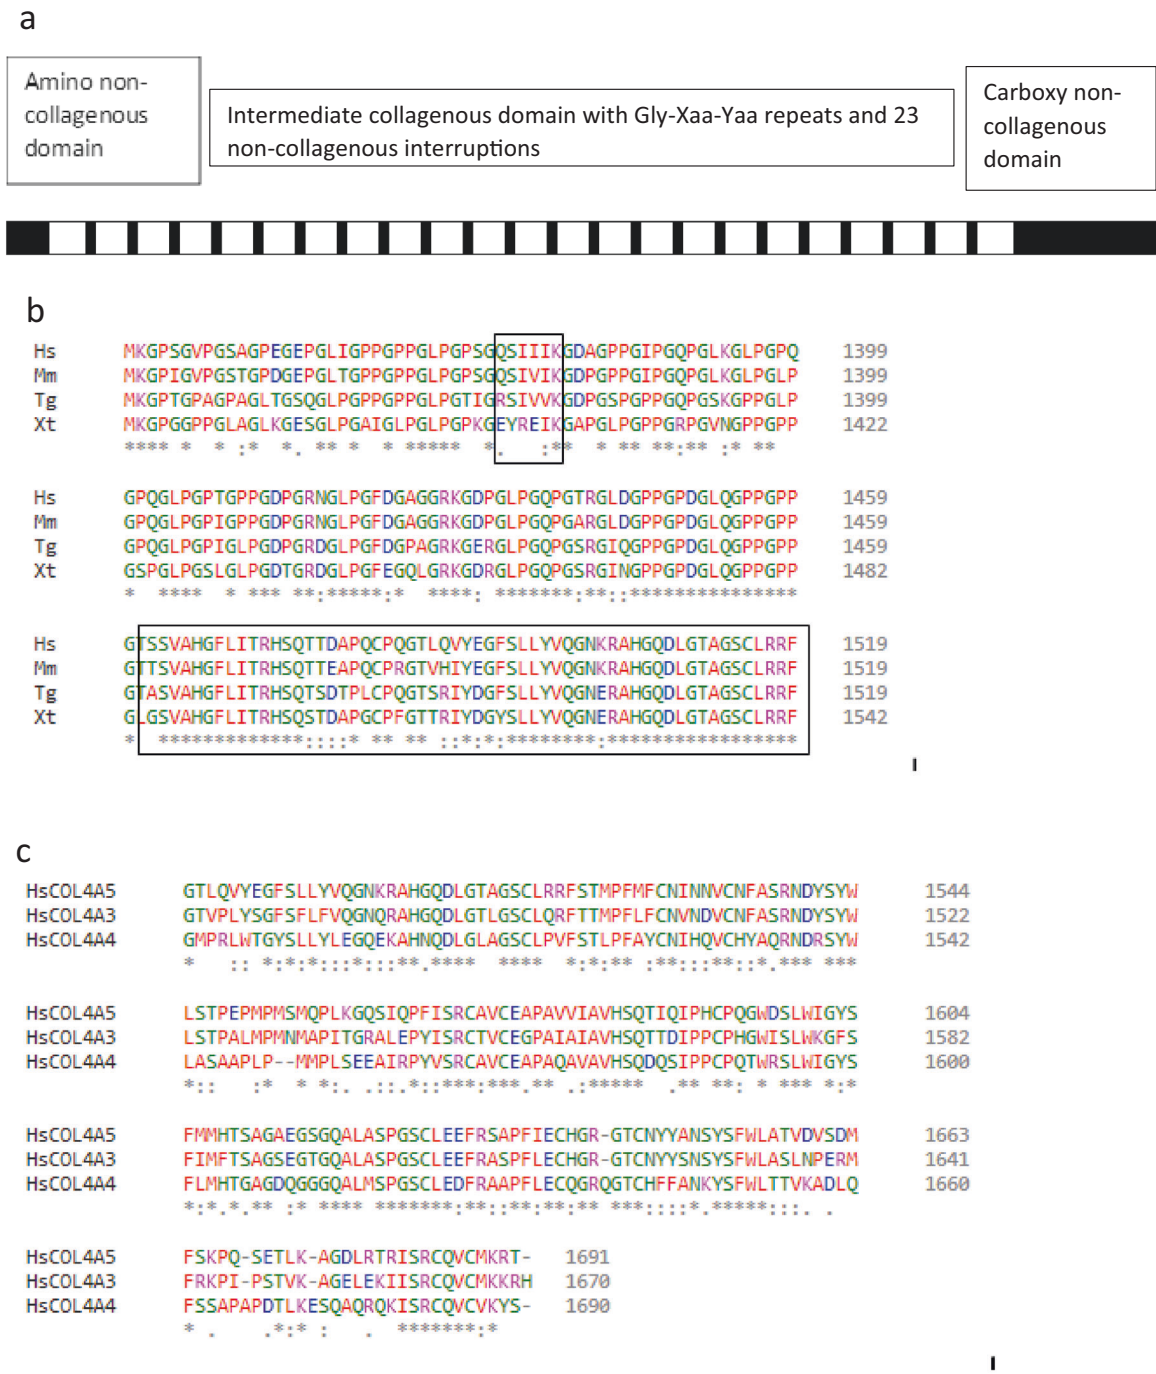 a
Amino non-
collagenous
domain
Intermediate collagenous domain with Gly-Xaa-Yaa repeats and 23
non-collagenous interruptions
Carboxy non-
collagenous
domain
b
Hs MKGPSGVPGSAGPEGEPGLIGPPGPPGLPGPSGQSIIIKGDAGPPGIPGQPGLKGLPGPQ 1399
Mm MKGPIGVPGSTGPDGEPGLTGPPGPPGLPGPSGQSIVIKGDPGPPGIPGQPGLKGLPGLP 1399
Tg MKGPTGPAGPAGLTGSQGLPGPPGPPGLPGTIGRSIVVKGDPGSPGPPGQPGSKGPPGLP 1399
Xt MKGPGGPPGLAGLKGESGLPGAIGLPGLPGPKGEYREIKGAPGLPGPPGRPGVNGPPGPP 1422
**** *  * :*  *. ** *  * *****  *.   :**  * ** **:** :* **
Hs GPQGLPGPTGPPGDPGRNGLPGFDGAGGRKGDPGLPGQPGTRGLDGPPGPDGLQGPPGPP 1459
Mm GPQGLPGPIGPPGDPGRNGLPGFDGAGGRKGDPGLPGQPGARGLDGPPGPDGLQGPPGPP 1459
Tg GPQGLPGPIGLPGDPGRDGLPGFDGPAGRKGERGLPGQPGSRGIQGPPGPDGLQGPPGPP 1459
Xt GSPGLPGSLGLPGDTGRDGLPGFEGQLGRKGDRGLPGQPGSRGINGPPGPDGLQGPPGPP 1482
*  ****  * *** **:*****:*  ****: *******:**::***************
Hs GTSSVAHGFLITRHSQTTDAPQCPQGTLQVYEGFSLLYVQGNKRAHGQDLGTAGSCLRRF 1519
Mm GTTSVAHGFLITRHSQTTEAPQCPRGTVHIYEGFSLLYVQGNKRAHGQDLGTAGSCLRRF 1519
Tg GTASVAHGFLITRHSQTSDTPLCPQGTSRIYDGFSLLYVQGNERAHGQDLGTAGSCLRRF 1519
Xt GLGSVAHGFLITRHSQSTDAPGCPFGTTRIYDGYSLLYVQGNERAHGQDLGTAGSCLRRF 1542
*  *************::::* ** ** ::*:*:********:*****************
c
HsCOL4A5 GTLQVYEGFSLLYVQGNKRAHGQDLGTAGSCLRRFSTMPFMFCNINNVCNFASRNDYSYW 1544
HsCOL4A3 GTVPLYSGFSFLFVQGNQRAHGQDLGTLGSCLQRFTTMPFLFCNVNDVCNFASRNDYSYW 1522
HsCOL4A4 GMPRLWTGYSLLYLEGQEKAHNQDLGLAGSCLPVFSTLPFAYCNIHQVCHYAQRNDRSYW 1542
*   :: *:*:*:::*:::**.****  ****  *:*:** :**:::**::*.*** ***
HsCOL4A5 LSTPEPMPMSMQPLKGQSIQPFISRCAVCEAPAVVIAVHSQTIQIPHCPQGWDSLWIGYS 1604
HsCOL4A3 LSTPALMPMNMAPITGRALEPYISRCTVCEGPAIAIAVHSQTTDIPPCPHGWISLWKGFS 1582
HsCOL4A4 LASAAPLP--MMPLSEEAIRPYVSRCAVCEAPAQAVAVHSQDQSIPPCPQTWRSLWIGYS 1600
*::   :*  * *:. .::.*::***:***.** .:*****  .** **: * *** *:*
HsCOL4A5 FMMHTSAGAEGSGQALASPGSCLEEFRSAPFIECHGR-GTCNYYANSYSFWLATVDVSDM 1663
HsCOL4A3 FIMFTSAGSEGTGQALASPGSCLEEFRASPFLECHGR-GTCNYYSNSYSFWLASLNPERM 1641
HsCOL4A4 FLMHTGAGDQGGGQALMSPGSCLEDFRAAPFLECQGRQGTCHFFANKYSFWLTTVKADLQ 1660
*:*.*.** :* **** *******:**::**:**:** ***::::*.*****:::. .
HsCOL4A5 FSKPQ-SETLK-AGDLRTRISRCQVCMKRT- 1691
HsCOL4A3 FRKPI-PSTVK-AGELEKIISRCQVCMKKRH 1670
HsCOL4A4 FSSAPAPDTLKESQAQRQKISRCQVCVKYS- 1690
* .   .*:* :   .  *******:*